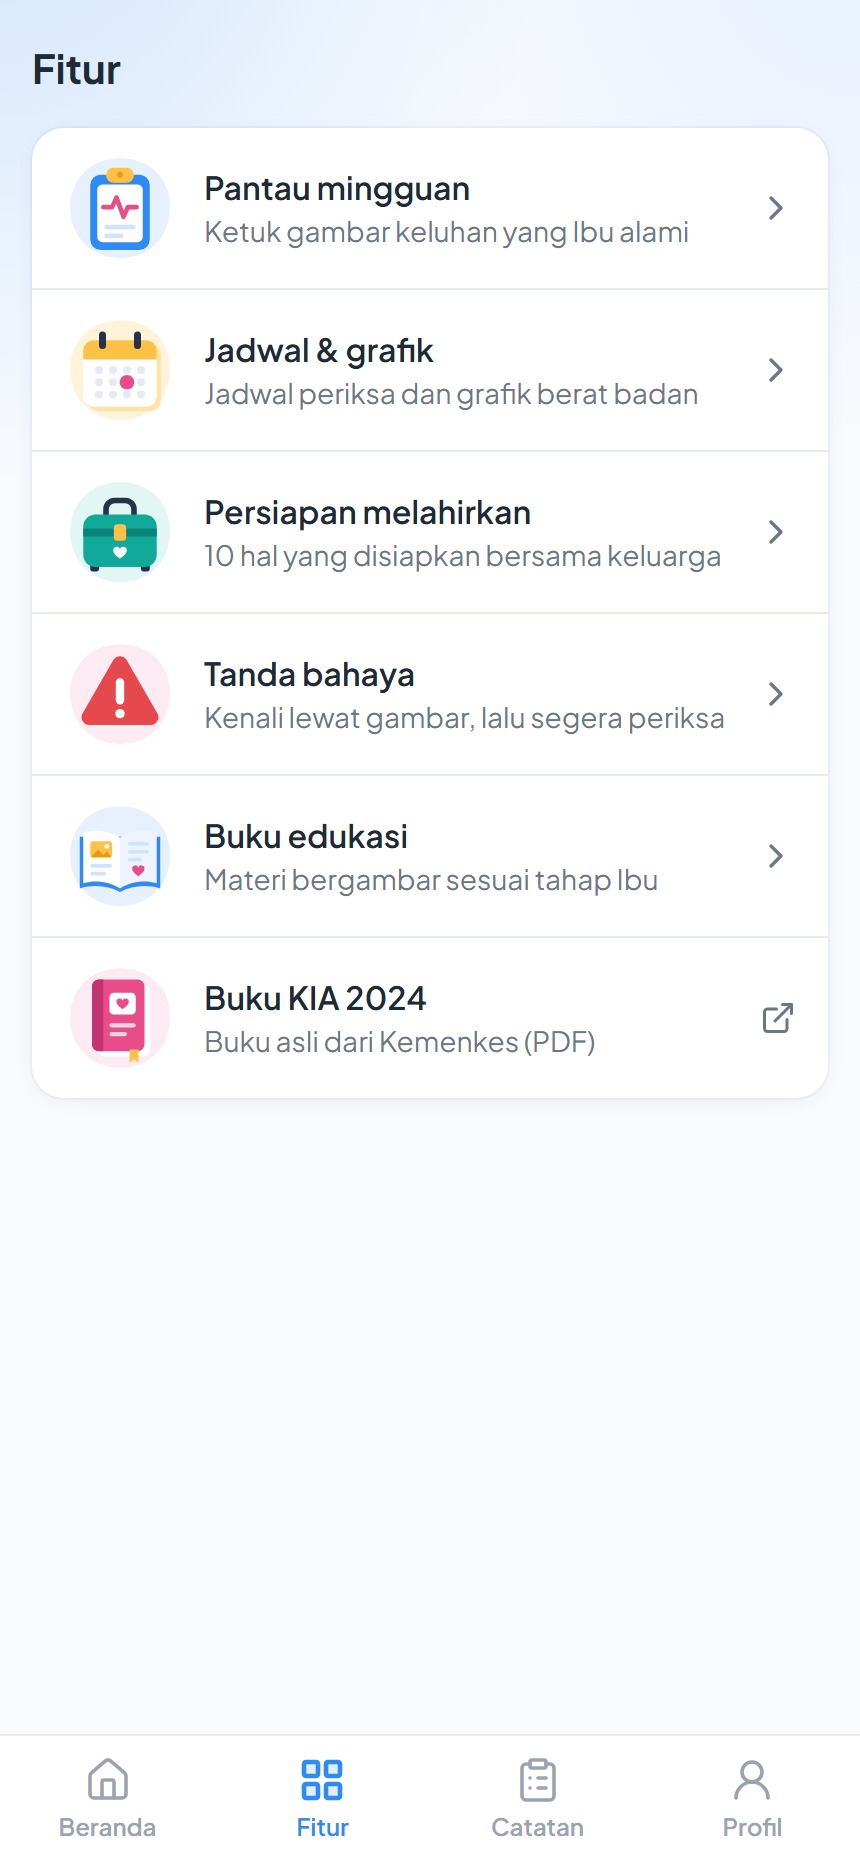 Fitur
Pantau mingguan
Ketuk gambar keluhan yang Ibu alami
Jadwal & grafik
Jadwal periksa dan grafik berat badan
Persiapan melahirkan
10 hal yang disiapkan bersama keluarga
Tanda bahaya
Kenali lewat gambar, lalu segera periksa
Buku edukasi
Materi bergambar sesuai tahap Ibu
Buku KIA 2024
Buku asli dari Kemenkes (PDF)
Beranda
Fitur
Catatan
Profil